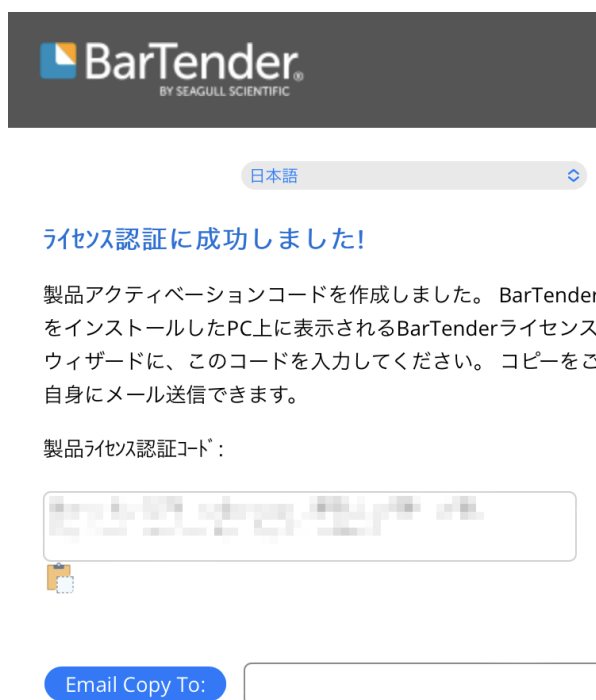 BarTender®
BY SEAGULL SCIENTIFIC
日本語
ﾗｲｾﾝｽ認証に成功しました!
製品アクティベーションコードを作成しました。 BarTender
をインストールしたPC上に表示されるBarTenderライセンス
ウィザードに、このコードを入力してください。 コピーをご
自身にメール送信できます。
製品ﾗｲｾﾝｽ認証ｺｰﾄﾞ:
Email Copy To: